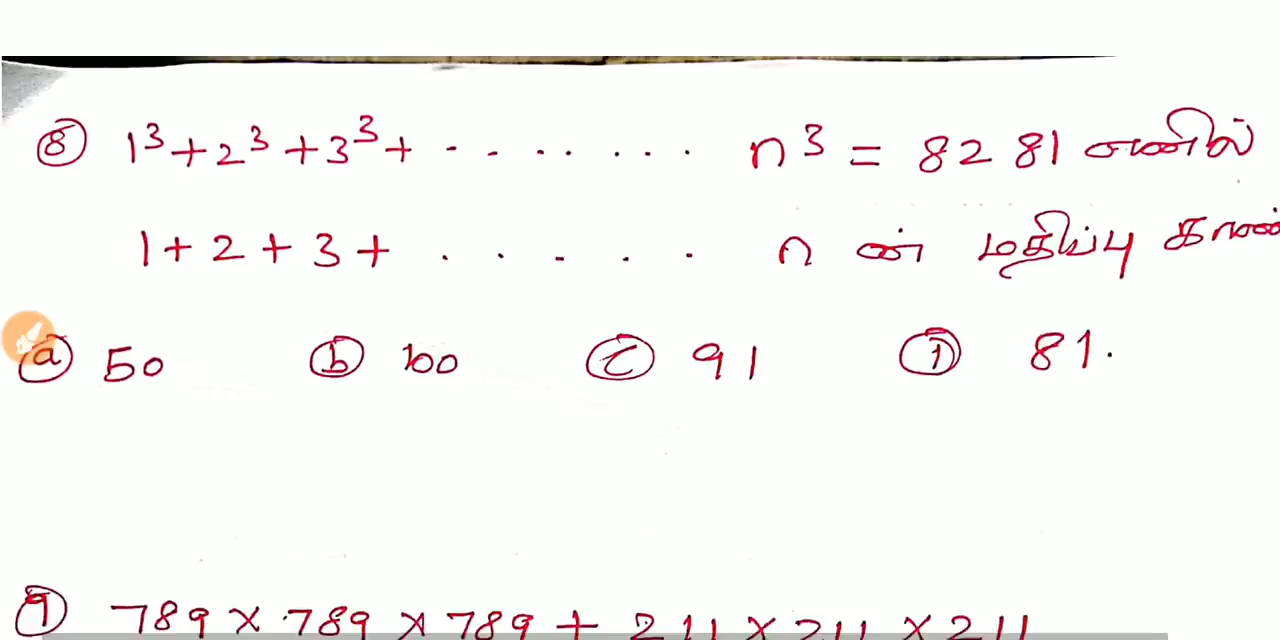 ⑧ 1³ + 2³ + 3³ + - - - . . . . . n³ = 8281 எனில்
1 + 2 + 3 + . . . . . n ன் மதிப்பு காண்
ⓐ 50 ⓑ 100 ⓒ 91 ⓓ 81.
⑨ 789 × 789 × 789 + 211 × 211 × 211